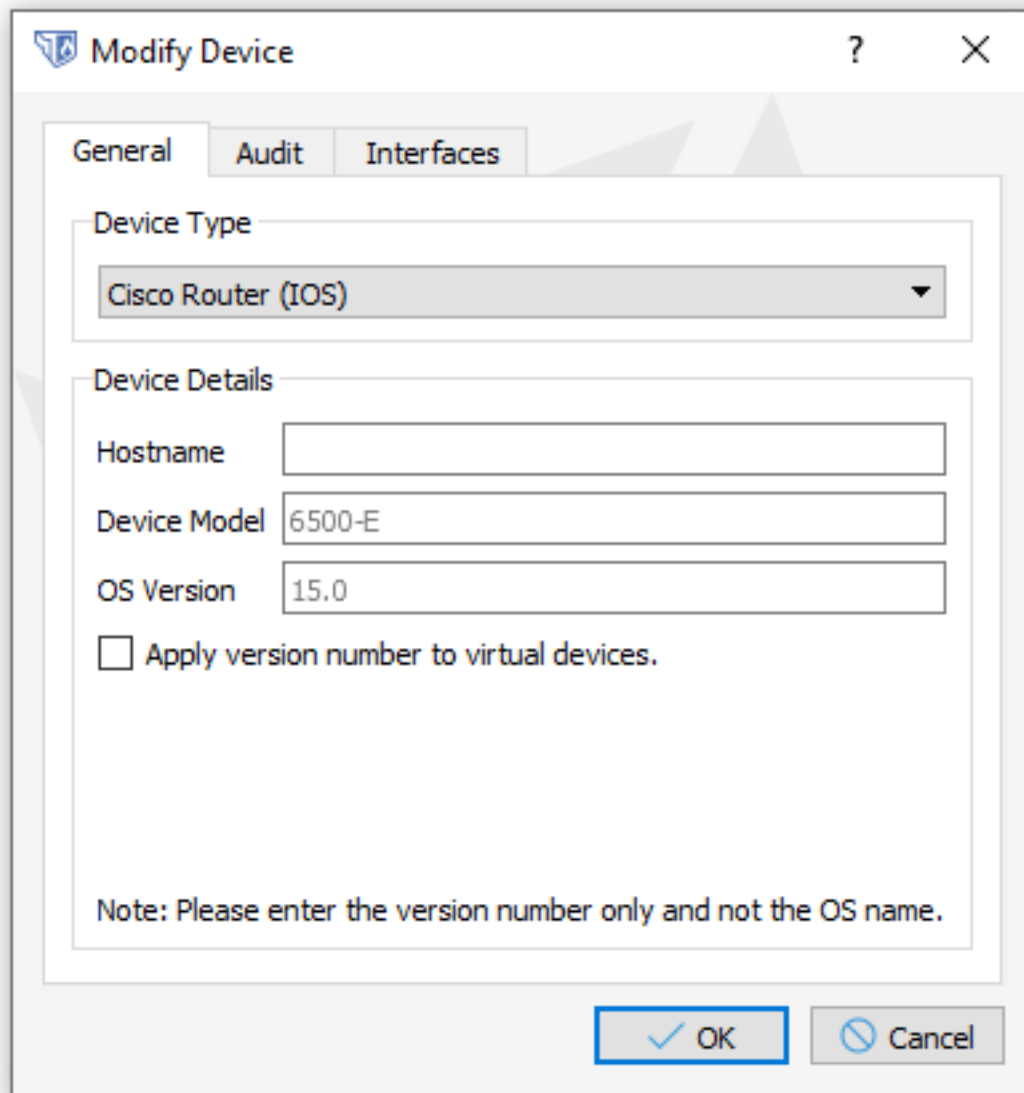 Modify Device ?
General Audit Interfaces
Device Type
Cisco Router (IOS)
Device Details
Hostname
Device Model 6500-E
OS Version 15.0
Apply version number to virtual devices.
Note: Please enter the version number only and not the OS name.
OK Cancel